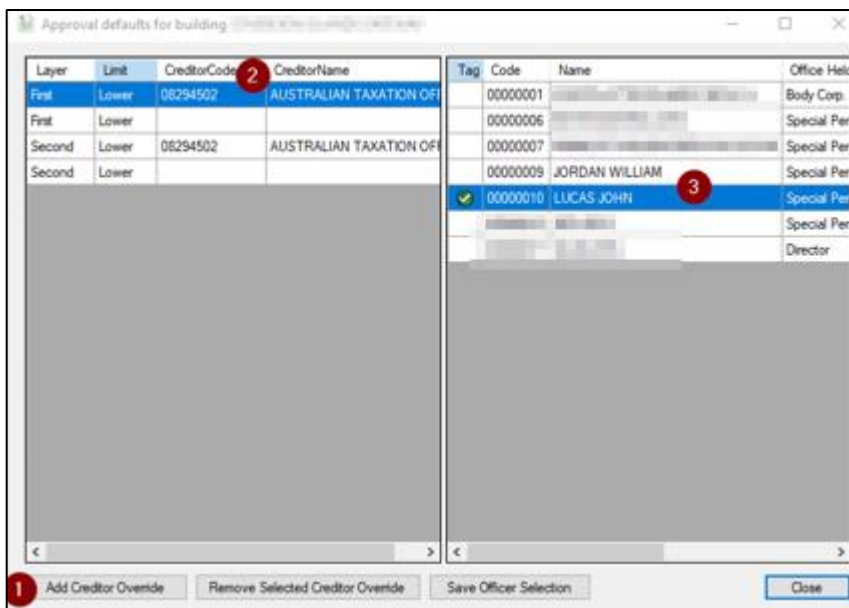 Approval defaults for building
Layer Limit CreditorCode 2 CreditorName
First Lower 08294502 AUSTRALIAN TAXATION OFF
First Lower
Second Lower 08294502 AUSTRALIAN TAXATION OFF
Second Lower
Tag Code Name Office Held
00000001 Body Corp.
00000006 Special Per
00000007 Special Per
00000009 JORDAN WILLIAM 3 Special Per
00000010 LUCAS JOHN Special Per
Special Per
Director
1 Add Creditor Override Remove Selected Creditor Override Save Officer Selection Close